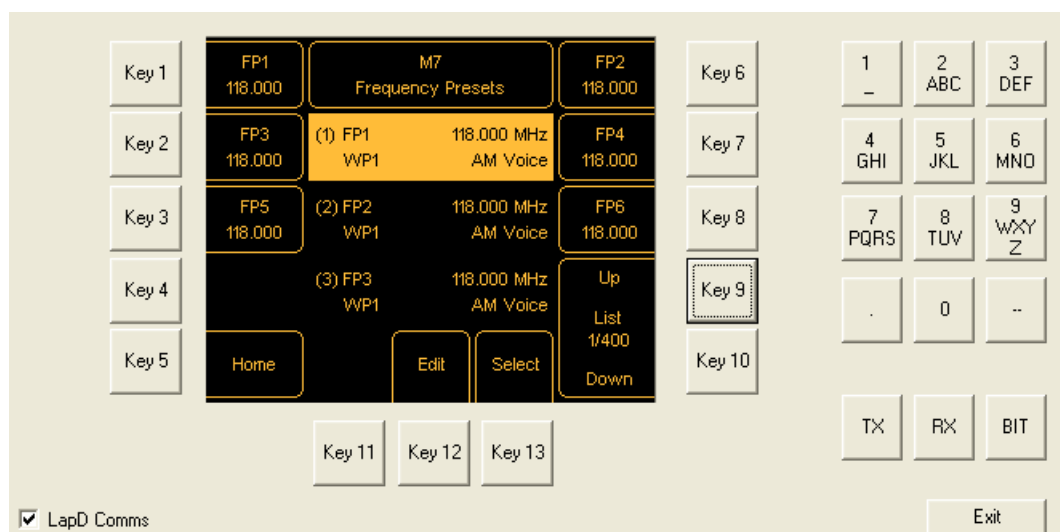 Key 1
Key 2
Key 3
Key 4
Key 5
FP1
118.000
M7
Frequency Presets
FP2
118.000
FP3
118.000
(1) FP1 118.000 MHz
WP1 AM Voice
FP4
118.000
FP5
118.000
(2) FP2 118.000 MHz
WP1 AM Voice
FP6
118.000
(3) FP3 118.000 MHz
WP1 AM Voice
Up
List
1/400
Down
Home
Edit
Select
Key 6
Key 7
Key 8
Key 9
Key 10
Key 11
Key 12
Key 13
1
_
2
ABC
3
DEF
4
GHI
5
JKL
6
MNO
7
PQRS
8
TUV
9
WXY
Z
.
0
--
TX
RX
BIT
LapD Comms
Exit